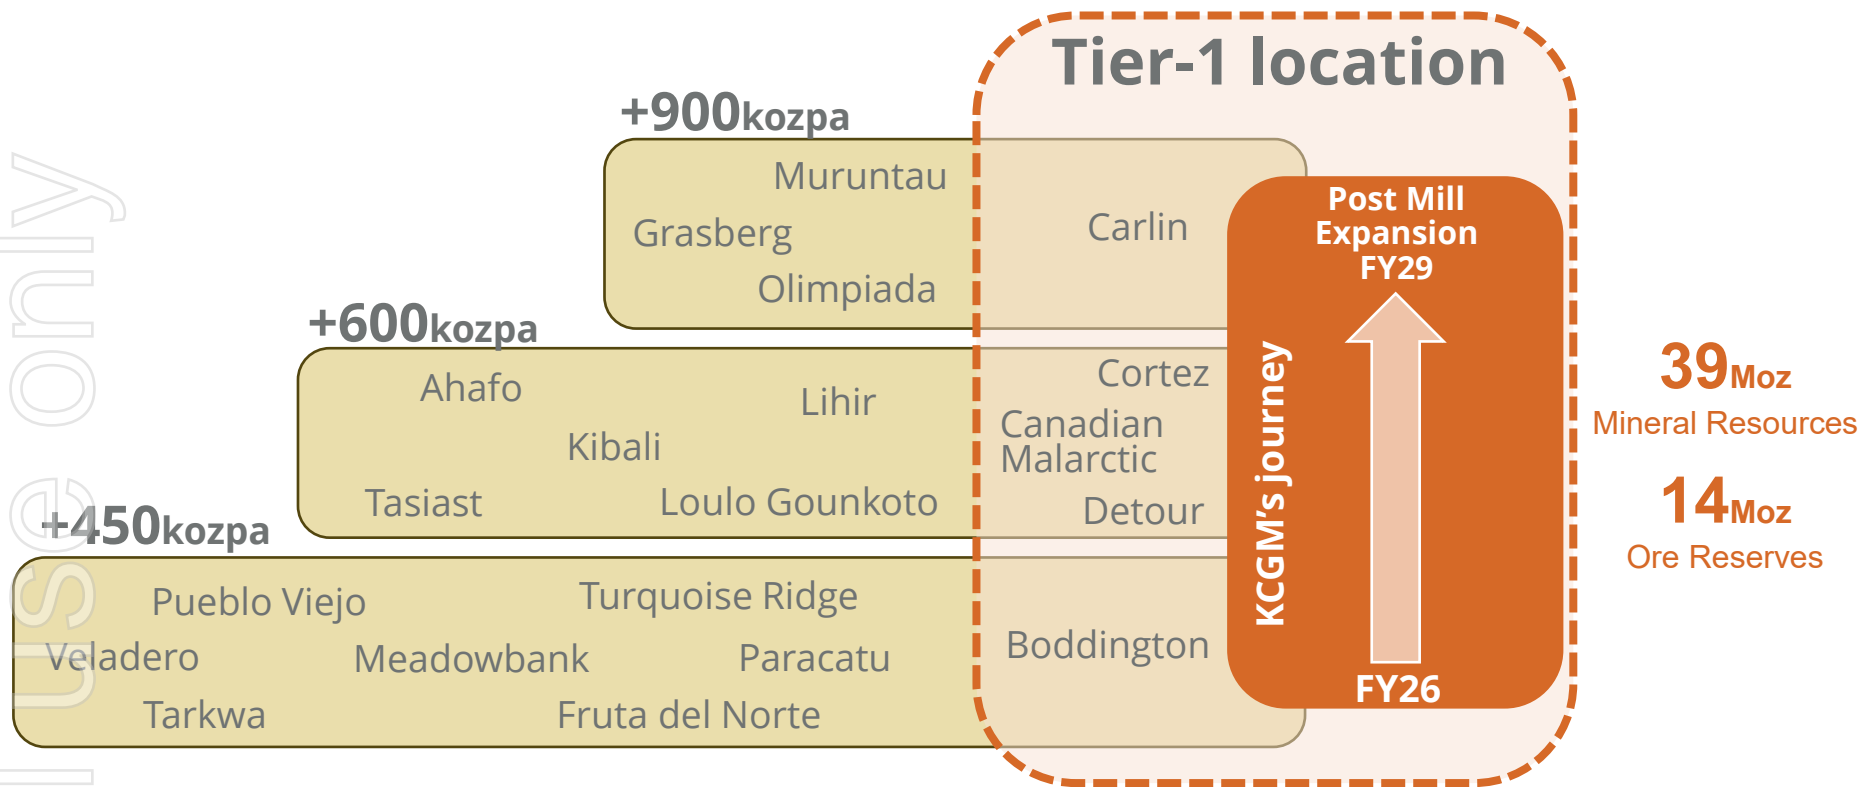 Tier-1 location
+900kozpa
Muruntau
Grasberg
Olimpiada
Carlin
+600kozpa
Ahafo
Lihir
Kibali
Tasiast
Loulo Gounkoto
Cortez
Canadian
Malarctic
Detour
+450kozpa
Pueblo Viejo
Turquoise Ridge
Veladero
Meadowbank
Paracatu
Tarkwa
Fruta del Norte
Boddington
Post Mill
Expansion
FY29
KCGM's journey
FY26
39Moz
Mineral Resources
14Moz
Ore Reserves
use only